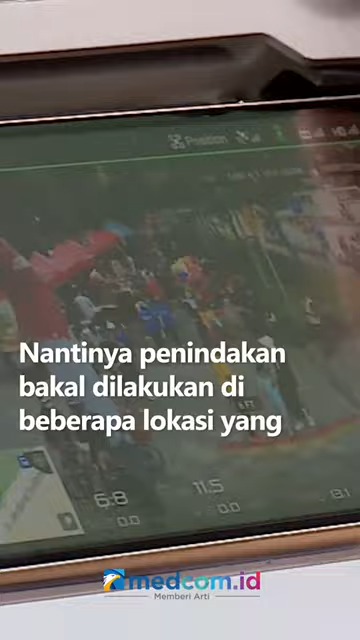 Position
Nantinya penindakan
bakal dilakukan di
beberapa lokasi yang
6.8
11.5
0.0
0.0
medcom.id
Memberi Arti